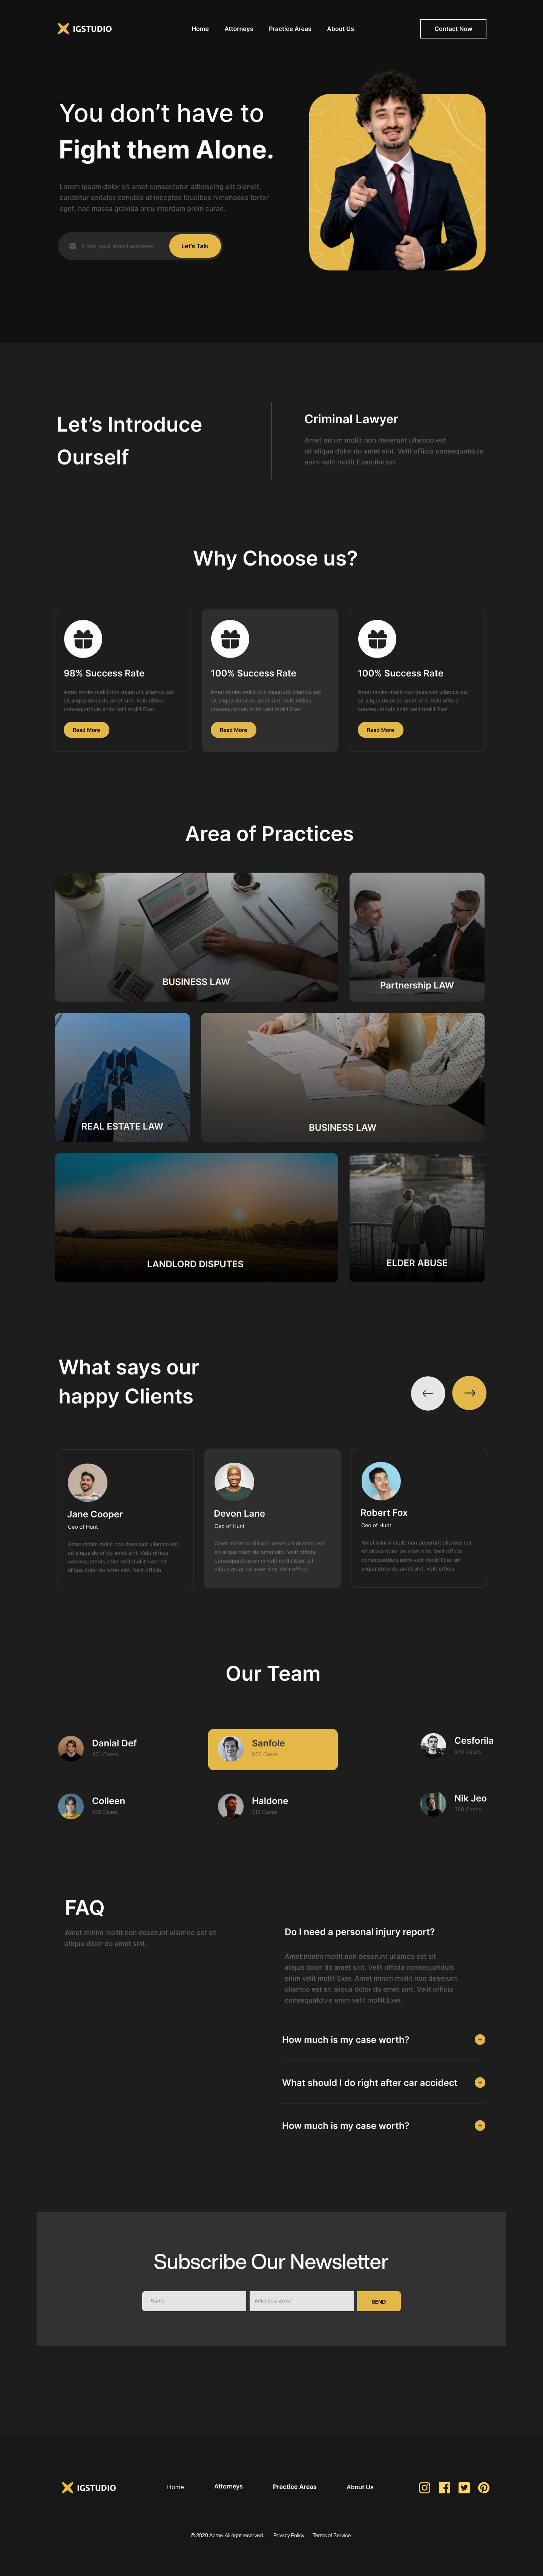 IGSTUDIO
Home Attorneys Practice Areas About Us
Contact Now
You don’t have to
Fight them Alone.
Lorem ipsum dolor sit amet consectetur adipiscing elit blandit,
curabitur sodales conubia ut inceptos faucibus himenaeos tortor
eget, hac massa gravida arcu interdum proin curae.
Enter your owmll address
Let’s Talk
Let’s Introduce
Ourself
Criminal Lawyer
Amet minim mollit non deserunt ullamco est
sit aliqua dolor do amet sint. Velit officia consequatduis
enim velit mollit Exercitation.
Why Choose us?
98% Success Rate
Amet minim mollit non deserunt ullamco est
sit aliqua dolor do amet sint. Velit officia
consequatduis enim velit mollit Exer.
Read More
100% Success Rate
Amet minim mollit non deserunt ullamco est
sit aliqua dolor do amet sint. Velit officia
consequatduis enim velit mollit Exer.
Read More
100% Success Rate
Amet minim mollit non deserunt ullamco est
sit aliqua dolor do amet sint. Velit officia
consequatduis enim velit mollit Exer.
Read More
Area of Practices
BUSINESS LAW
Partnership LAW
REAL ESTATE LAW
BUSINESS LAW
LANDLORD DISPUTES
ELDER ABUSE
What says our
happy Clients
Jane Cooper
Ceo of Hunt
Amet minim mollit non deserunt ullamco est
sit aliqua dolor do amet sint. Velit officia
consequatduis enim velit mollit Exer. sit
aliqua dolor do amet sint. Velit officia
Devon Lane
Ceo of Hunt
Amet minim mollit non deserunt ullamco est
sit aliqua dolor do amet sint. Velit officia
consequatduis enim velit mollit Exer. sit
aliqua dolor do amet sint. Velit officia
Robert Fox
Ceo of Hunt
Amet minim mollit non deserunt ullamco est
sit aliqua dolor do amet sint. Velit officia
consequatduis enim velit mollit Exer. sit
aliqua dolor do amet sint. Velit officia
Our Team
Danial Def
301 Cases
Sanfole
850 Cases
Cesforila
470 Cases
Colleen
180 Cases
Haldone
212 Cases
Nik Jeo
350 Cases
FAQ
Amet minim mollit non deserunt ullamco est sit
aliqua dolor do amet sint.
Do I need a personal injury report?
Amet minim mollit non deserunt ullamco est sit
aliqua dolor do amet sint. Velit officia consequatduis
enim velit mollit Exer. Amet minim mollit non deserunt
ullamco est sit aliqua dolor do amet sint. Velit officia
consequatduis enim velit mollit Exer.
How much is my case worth?
What should I do right after car accidect
How much is my case worth?
Subscribe Our Newsletter
Name:
Enter your Email
SEND
IGSTUDIO
Home Attorneys Practice Areas About Us
© 2020 Acme. All right reserved. Privacy Policy Terms of Service